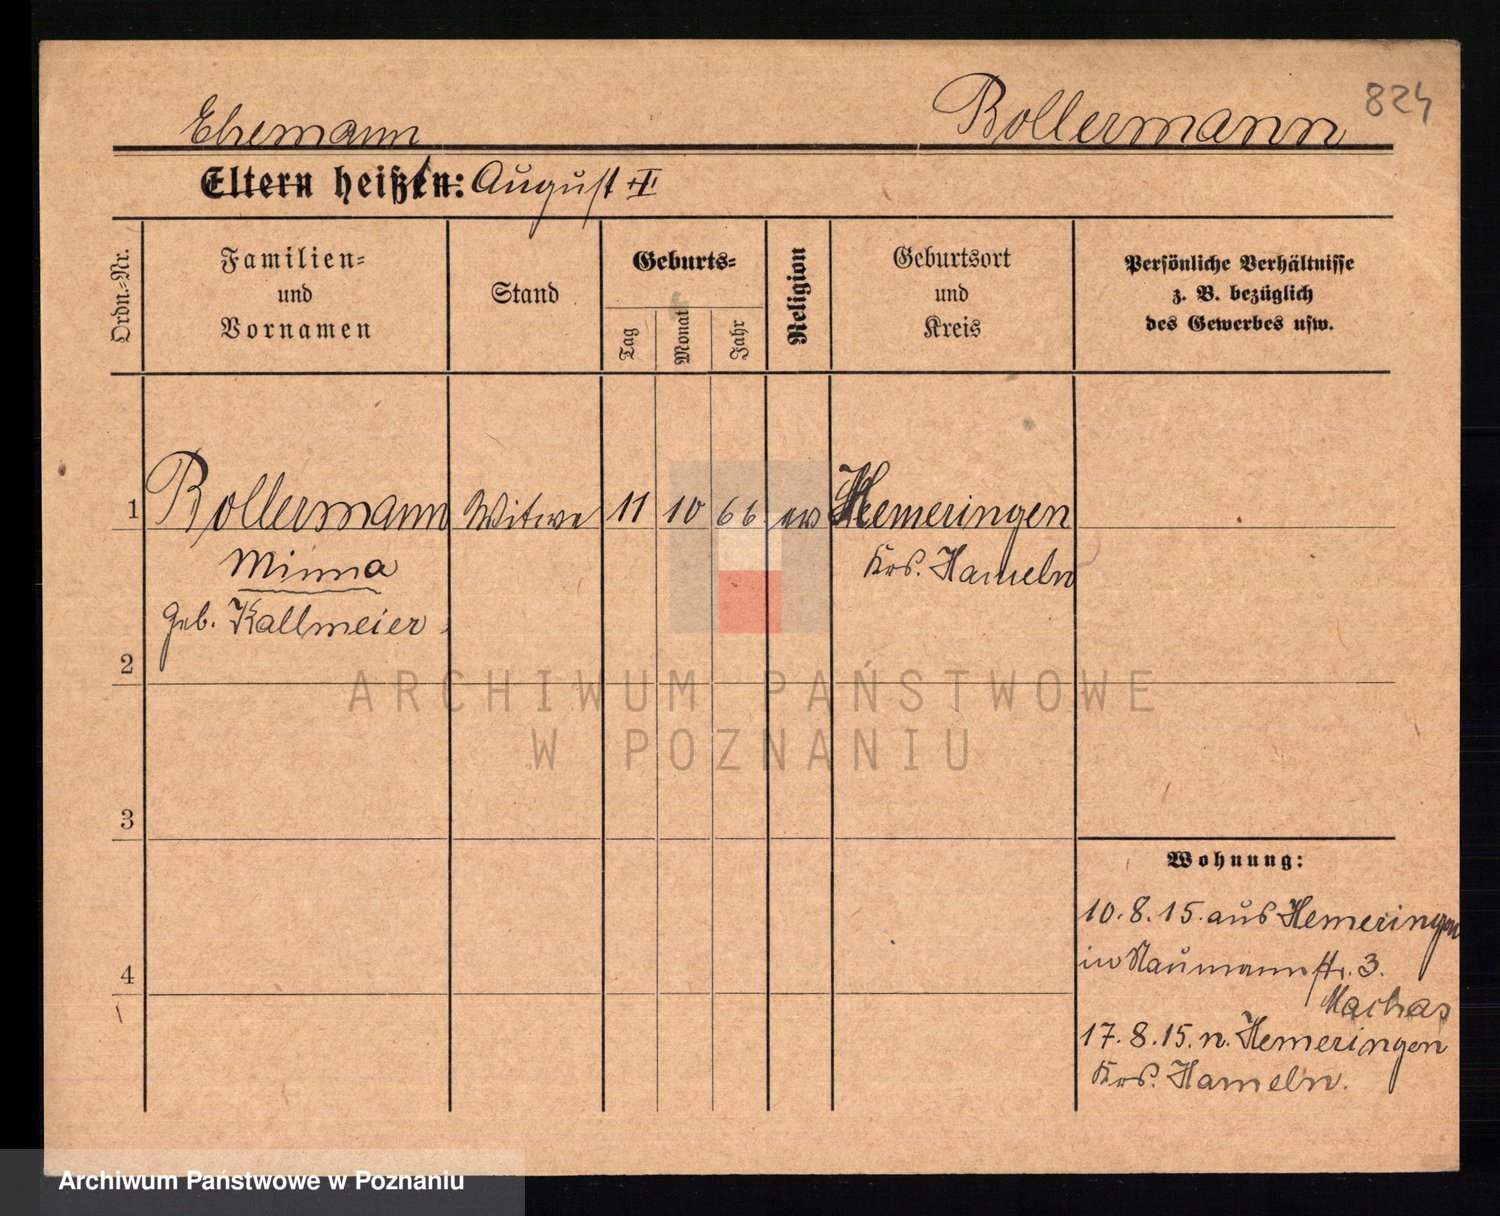 824
Ehemann
Bollermann
Eltern heißen: August II
Ordn.-Nr.
Familien-
und
Vornamen
Stand
Geburts-
Tag
Monat
Jahr
Religion
Geburtsort
und
Kreis
Persönliche Verhältnisse
z. B. bezüglich
des Gewerbes usw.
1
Bollermann
Witwe
11
10
66
ev
Hemeringen
Minna
Krs. Hameln
geb. Kallmeier
2
3
4
ARCHIWUM PAŃSTWOWE
W POZNANIU
Wohnung:
10.8.15. aus Hemeringen
in Naumannstr. 3.
17.8.15. n. Hemeringen
Krs. Hameln.
Archiwum Państwowe w Poznaniu